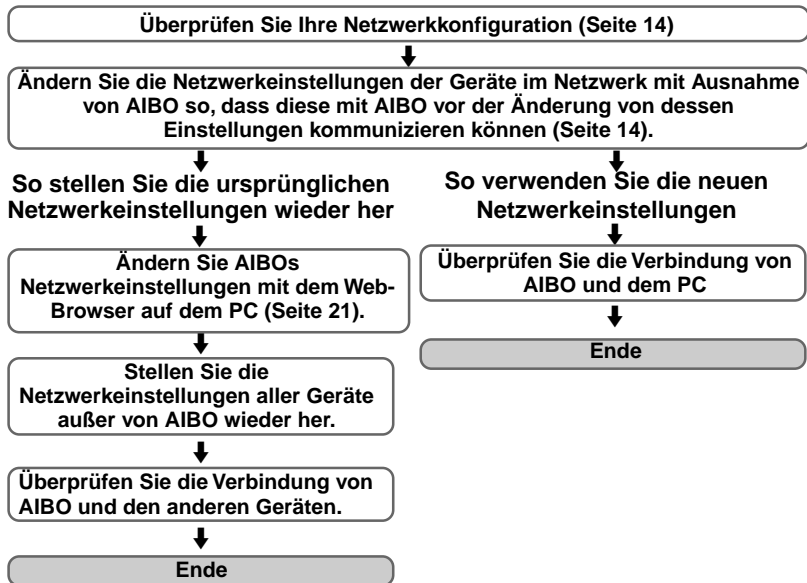 Überprüfen Sie Ihre Netzwerkkonfiguration (Seite 14)
Ändern Sie die Netzwerkeinstellungen der Geräte im Netzwerk mit Ausnahme
von AIBO so, dass diese mit AIBO vor der Änderung von dessen
Einstellungen kommunizieren können (Seite 14).
So stellen Sie die ursprünglichen
Netzwerkeinstellungen wieder her
Ändern Sie AIBOs
Netzwerkeinstellungen mit dem Web-
Browser auf dem PC (Seite 21).
Stellen Sie die
Netzwerkeinstellungen aller Geräte
außer von AIBO wieder her.
Überprüfen Sie die Verbindung von
AIBO und den anderen Geräten.
Ende
So verwenden Sie die neuen
Netzwerkeinstellungen
Überprüfen Sie die Verbindung von
AIBO und dem PC
Ende